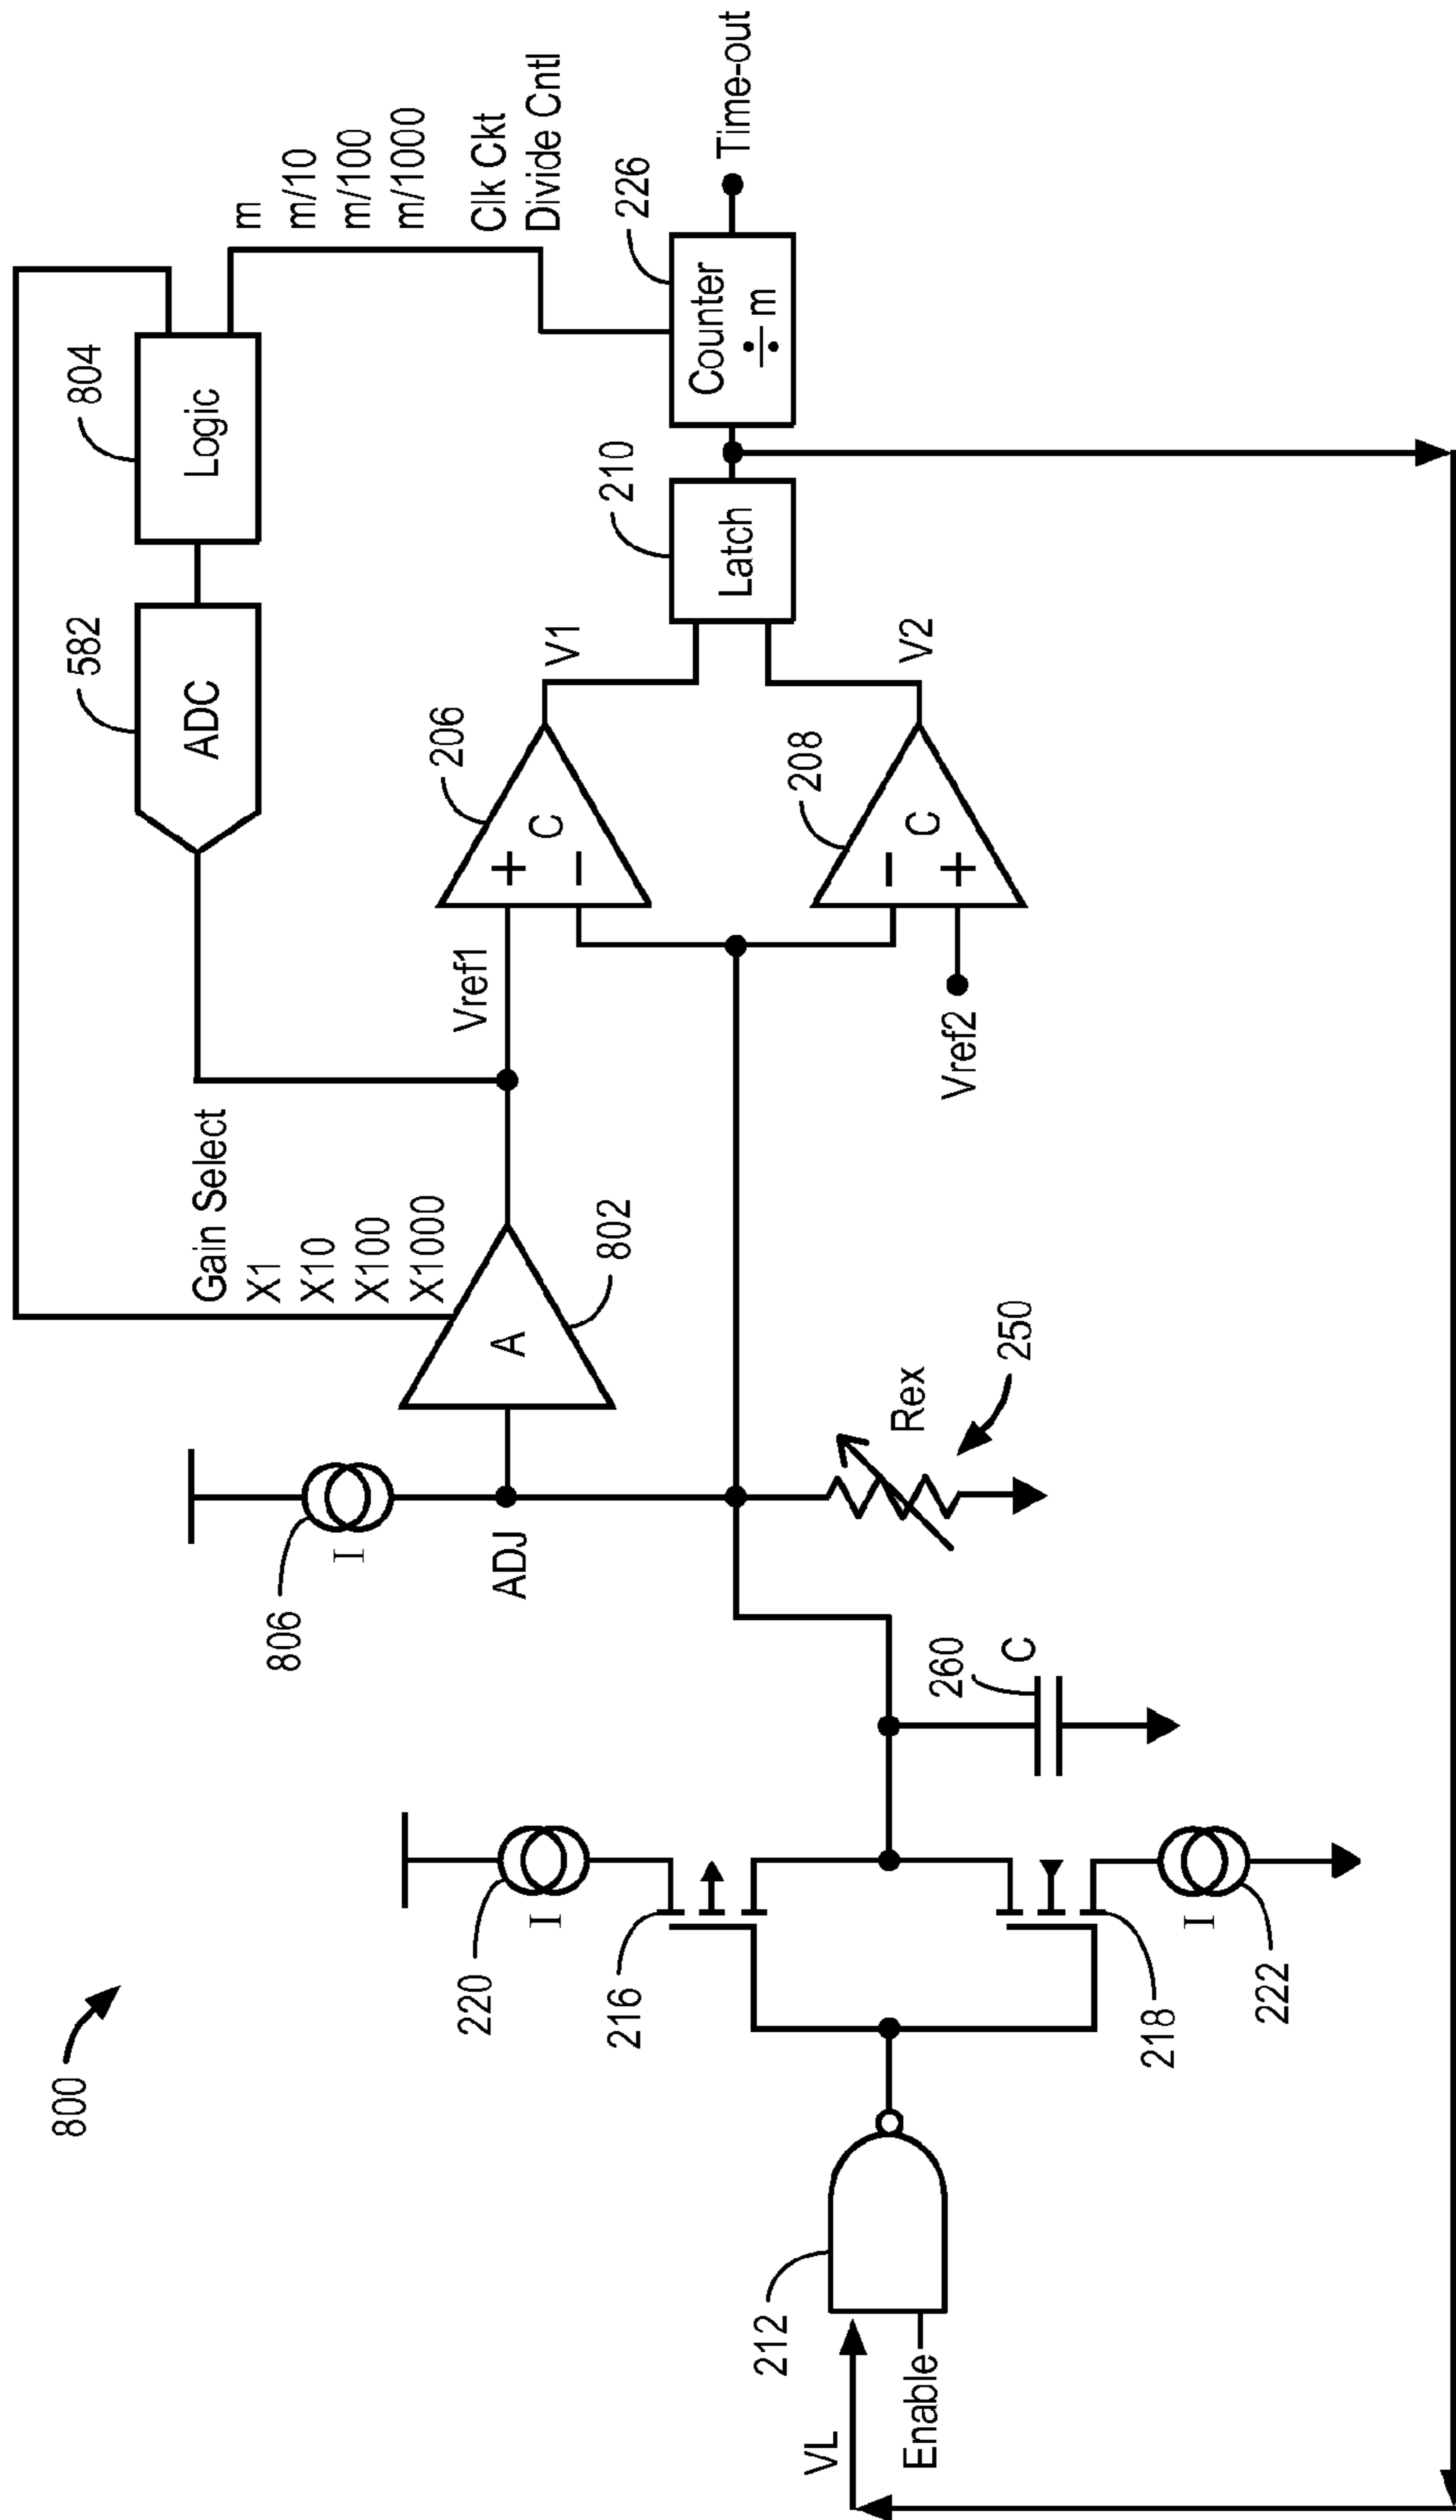 800
806
I
ADJ
Gain Select
X1
X10
X100
X1000
A
802
582
ADC
804
Logic
m
m/10
m/100
m/1000
Clk Ckt
Divide Cntl
Vref1
206
+
C
−
V1
208
−
C
+
V2
Vref2
210
Latch
226
Counter
÷ m
Time-out
Rex
250
260
C
220
I
216
218
222
I
212
VL
Enable